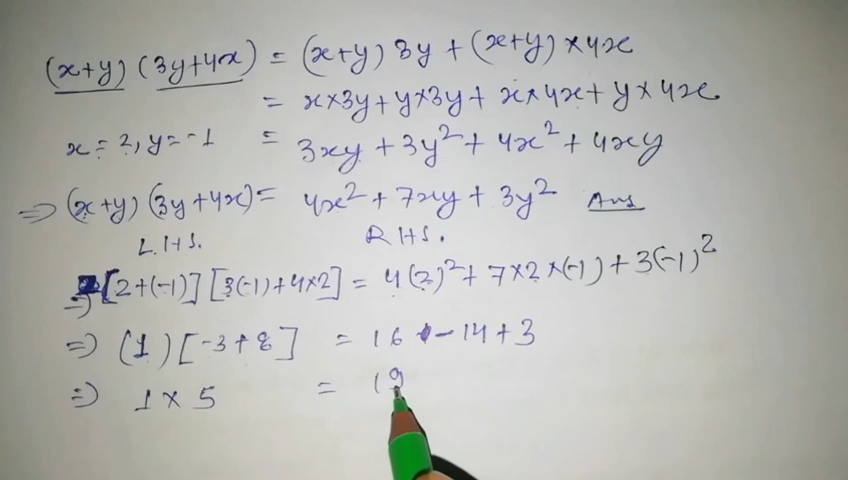 (x+y) (3y+4x) = (x+y) 3y + (x+y) × 4x
= x×3y + y×3y + x×4x + y×4x
x = 2, y = -1 = 3xy + 3y² + 4x² + 4xy
⇒ (x+y) (3y+4x) = 4x² + 7xy + 3y² Ans
L.H.S. R.H.S.
⇒ [2+(-1)] [3(-1)+4×2] = 4(2)² + 7×2×(-1) + 3(-1)²
⇒ (1) [-3+8] = 16 - 14 + 3
⇒ 1 × 5 = 19